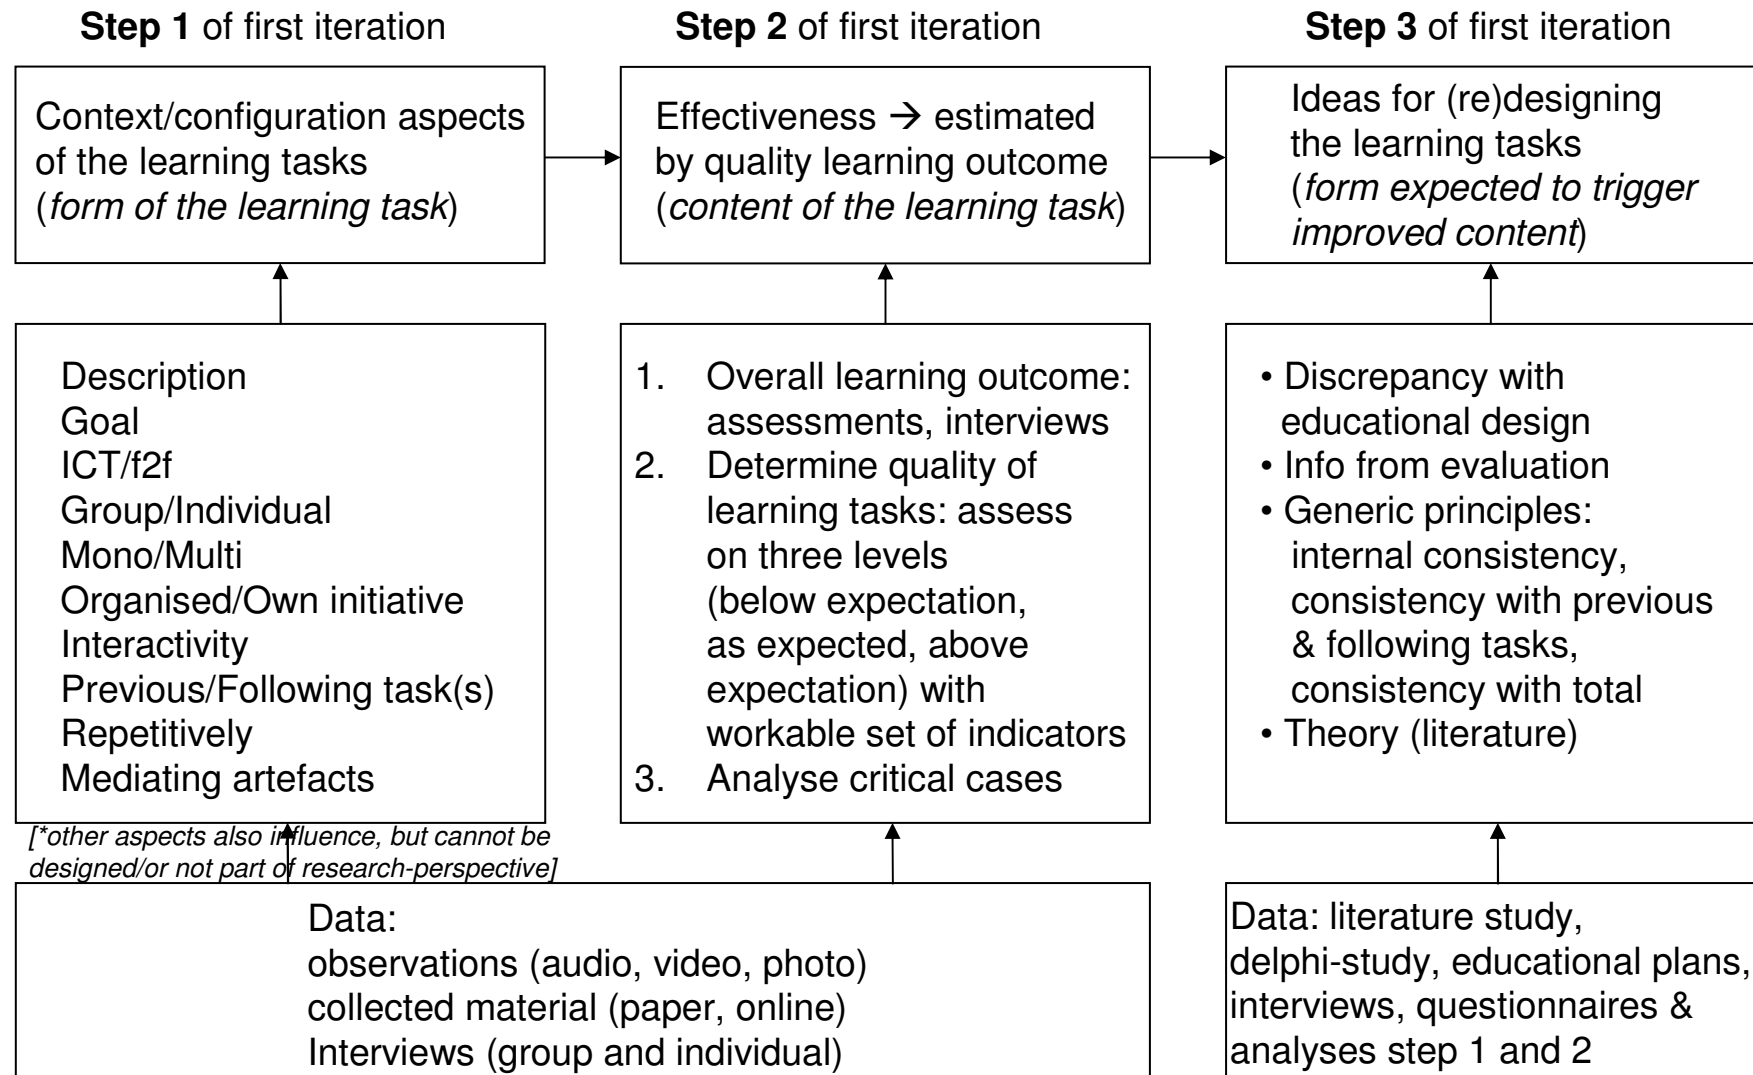 Step 1 of first iteration
Context/configuration aspects
of the learning tasks
(form of the learning task)
Description
Goal
ICT/f2f
Group/Individual
Mono/Multi
Organised/Own initiative
Interactivity
Previous/Following task(s)
Repetitively
Mediating artefacts
[*other aspects also influence, but cannot be
designed/or not part of research-perspective]
Step 2 of first iteration
Effectiveness → estimated
by quality learning outcome
(content of the learning task)
1. Overall learning outcome:
assessments, interviews
2. Determine quality of
learning tasks: assess
on three levels
(below expectation,
as expected, above
expectation) with
workable set of indicators
3. Analyse critical cases
Data:
observations (audio, video, photo)
collected material (paper, online)
Interviews (group and individual)
Step 3 of first iteration
Ideas for (re)designing
the learning tasks
(form expected to trigger
improved content)
• Discrepancy with
educational design
• Info from evaluation
• Generic principles:
internal consistency,
consistency with previous
& following tasks,
consistency with total
• Theory (literature)
Data: literature study,
delphi-study, educational plans,
interviews, questionnaires &
analyses step 1 and 2